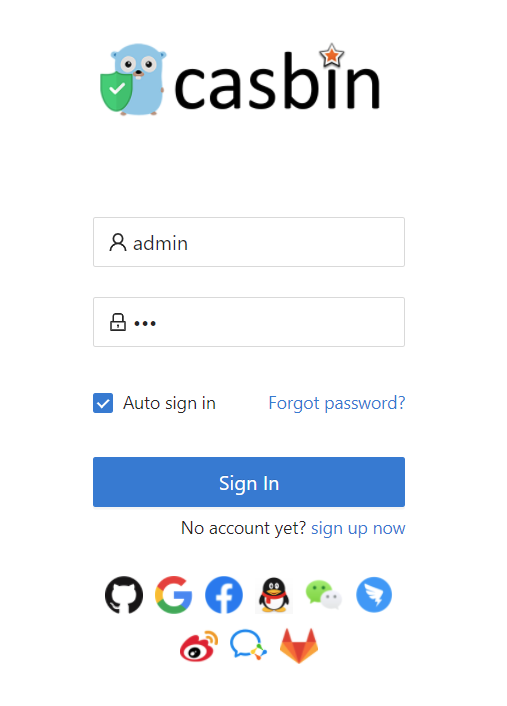 casbin
admin
•••
Auto sign in
Forgot password?
Sign In
No account yet? sign up now